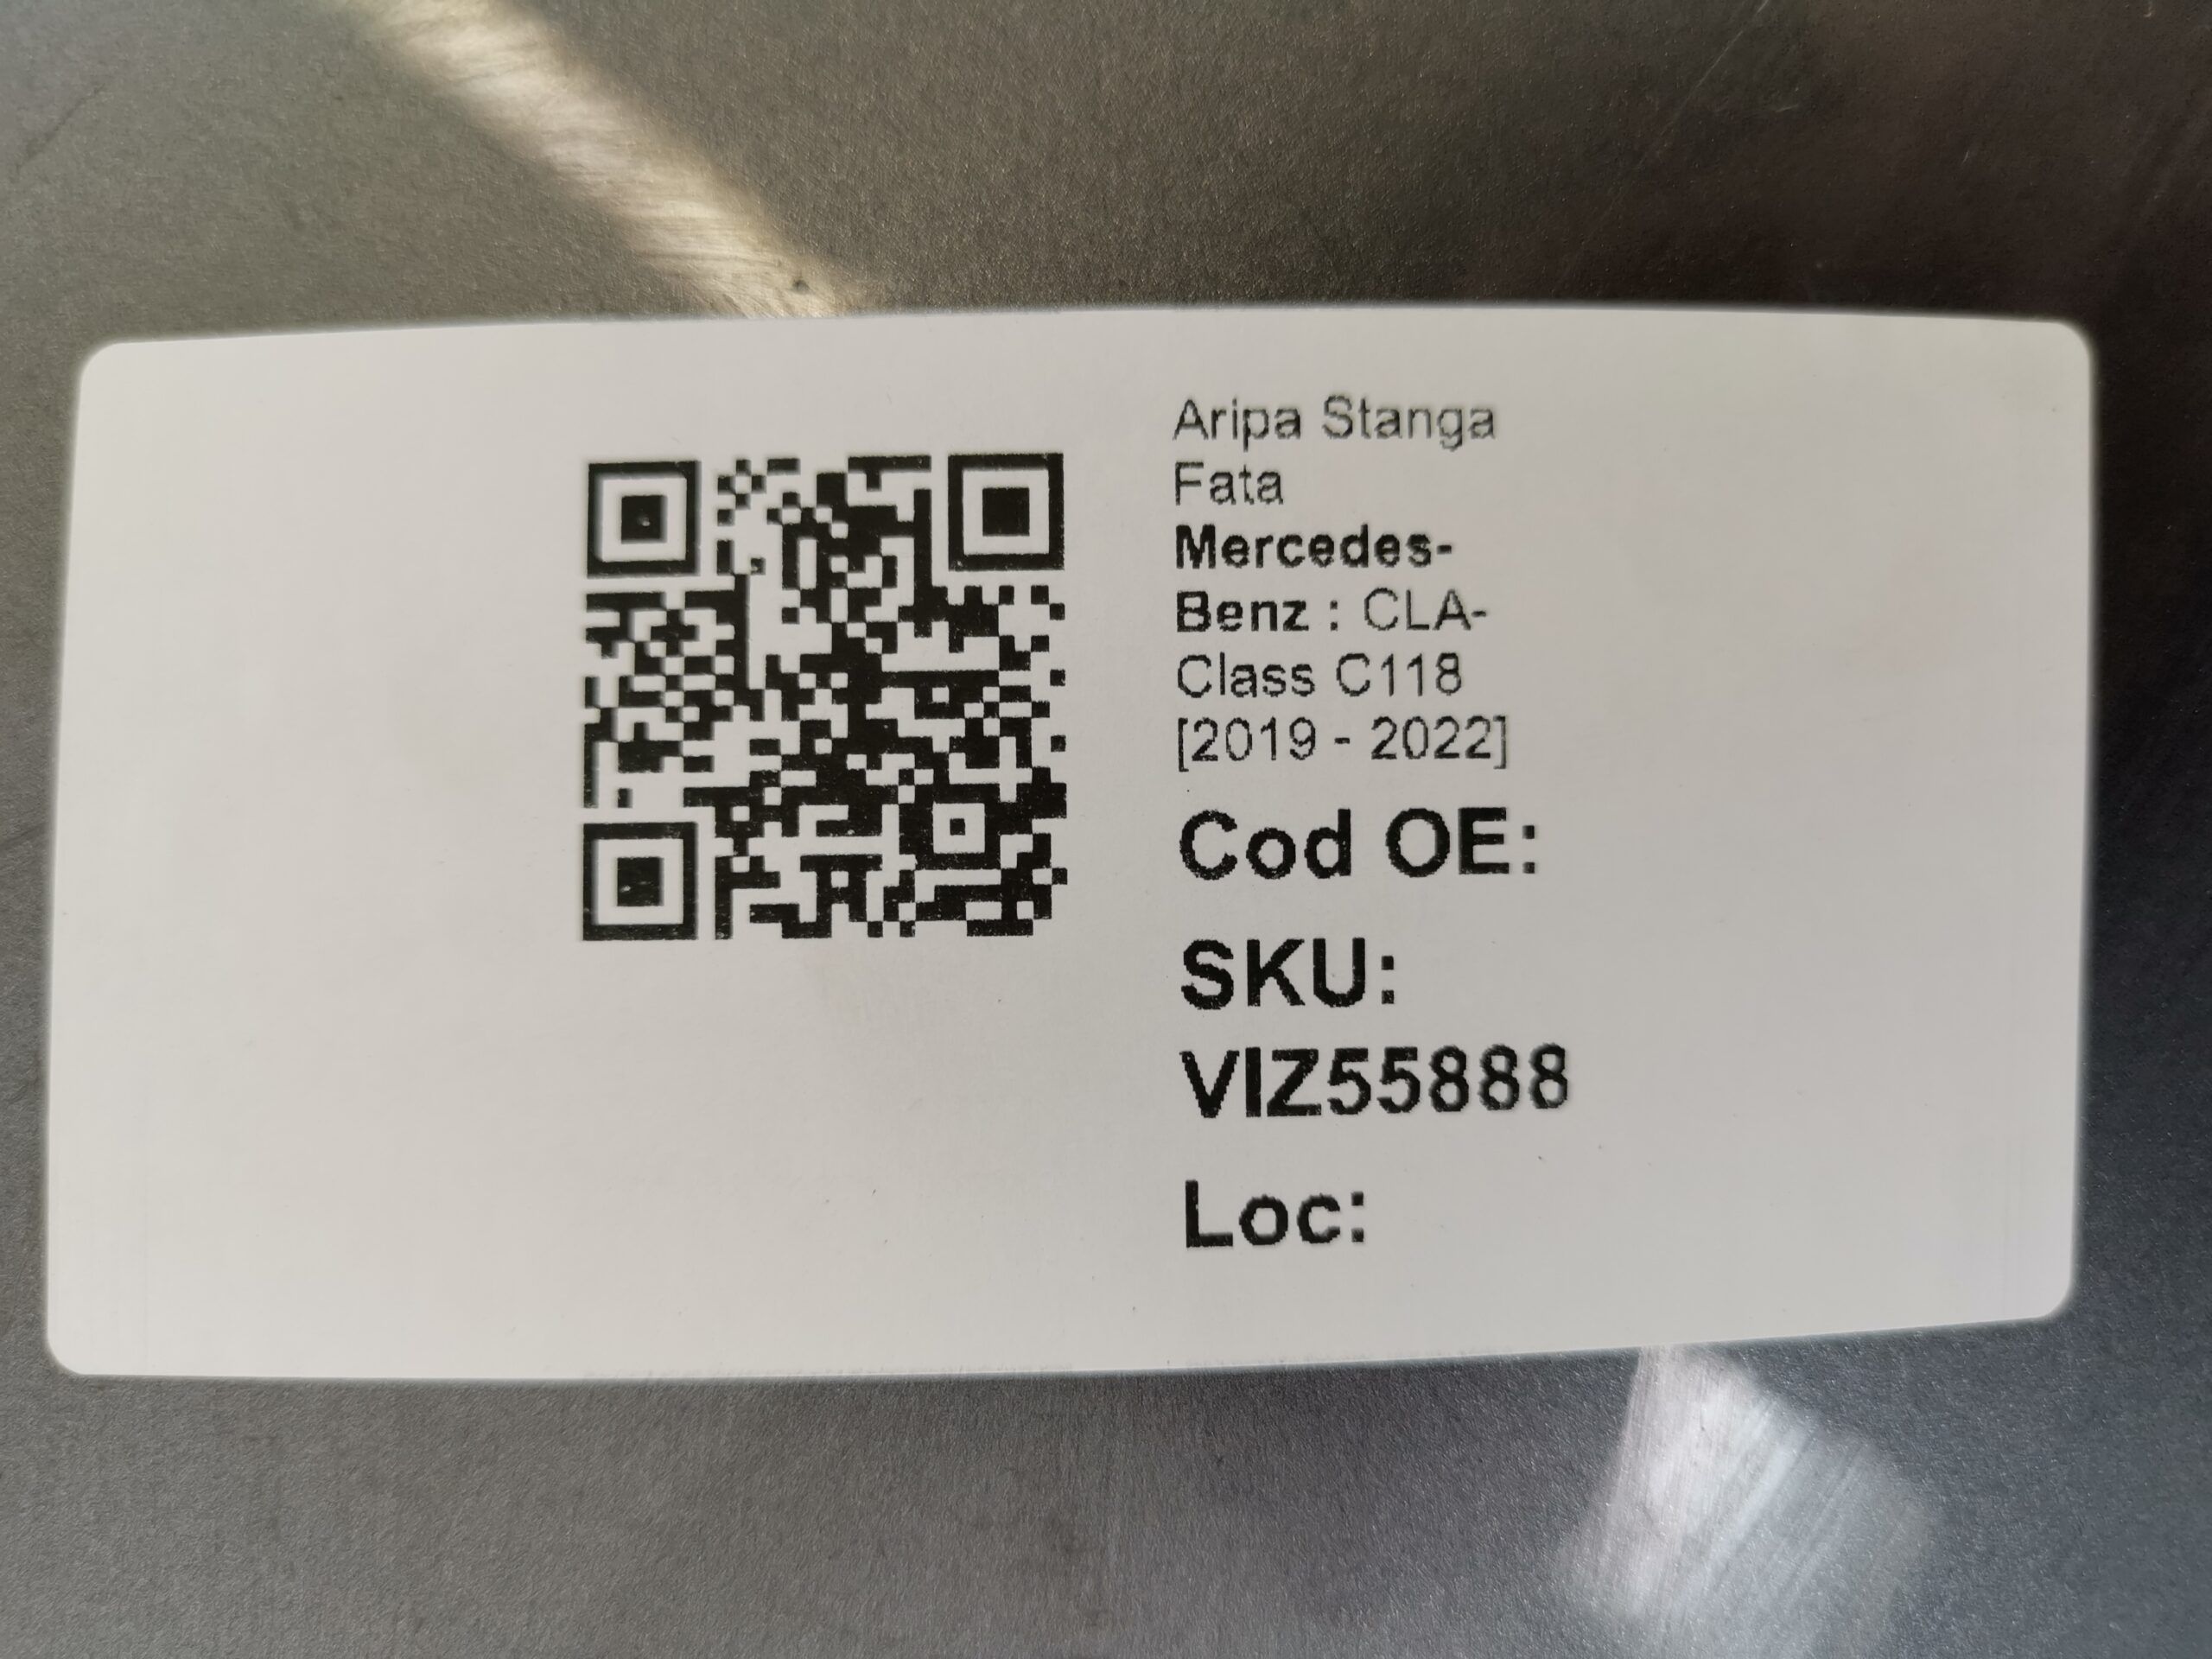 Aripa Stanga
Fata
Mercedes-
Benz : CLA-
Class C118
[2019 - 2022]
Cod OE:
SKU:
VIZ55888
Loc: